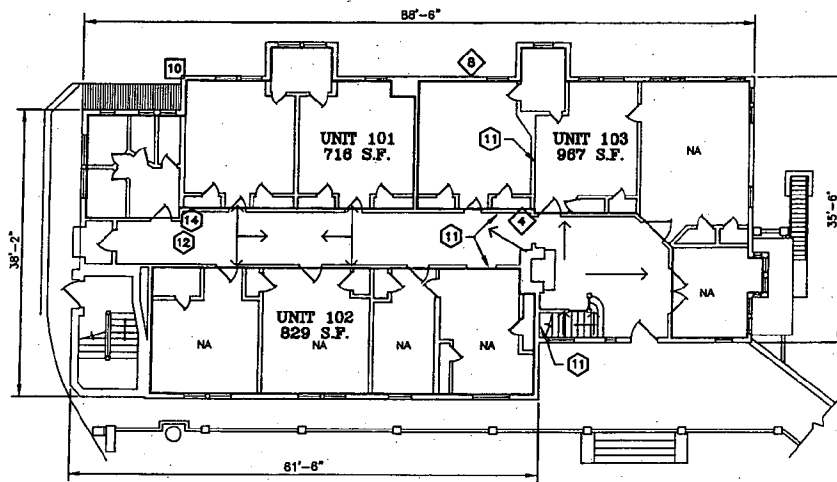 88'-6"
10
8
UNIT 101
716 S.F.
11
UNIT 103
967 S.F.
NA
38'-2"
35'-6"
14
12
11
4
UNIT 102
829 S.F.
NA
NA
NA
NA
NA
11
61'-6"